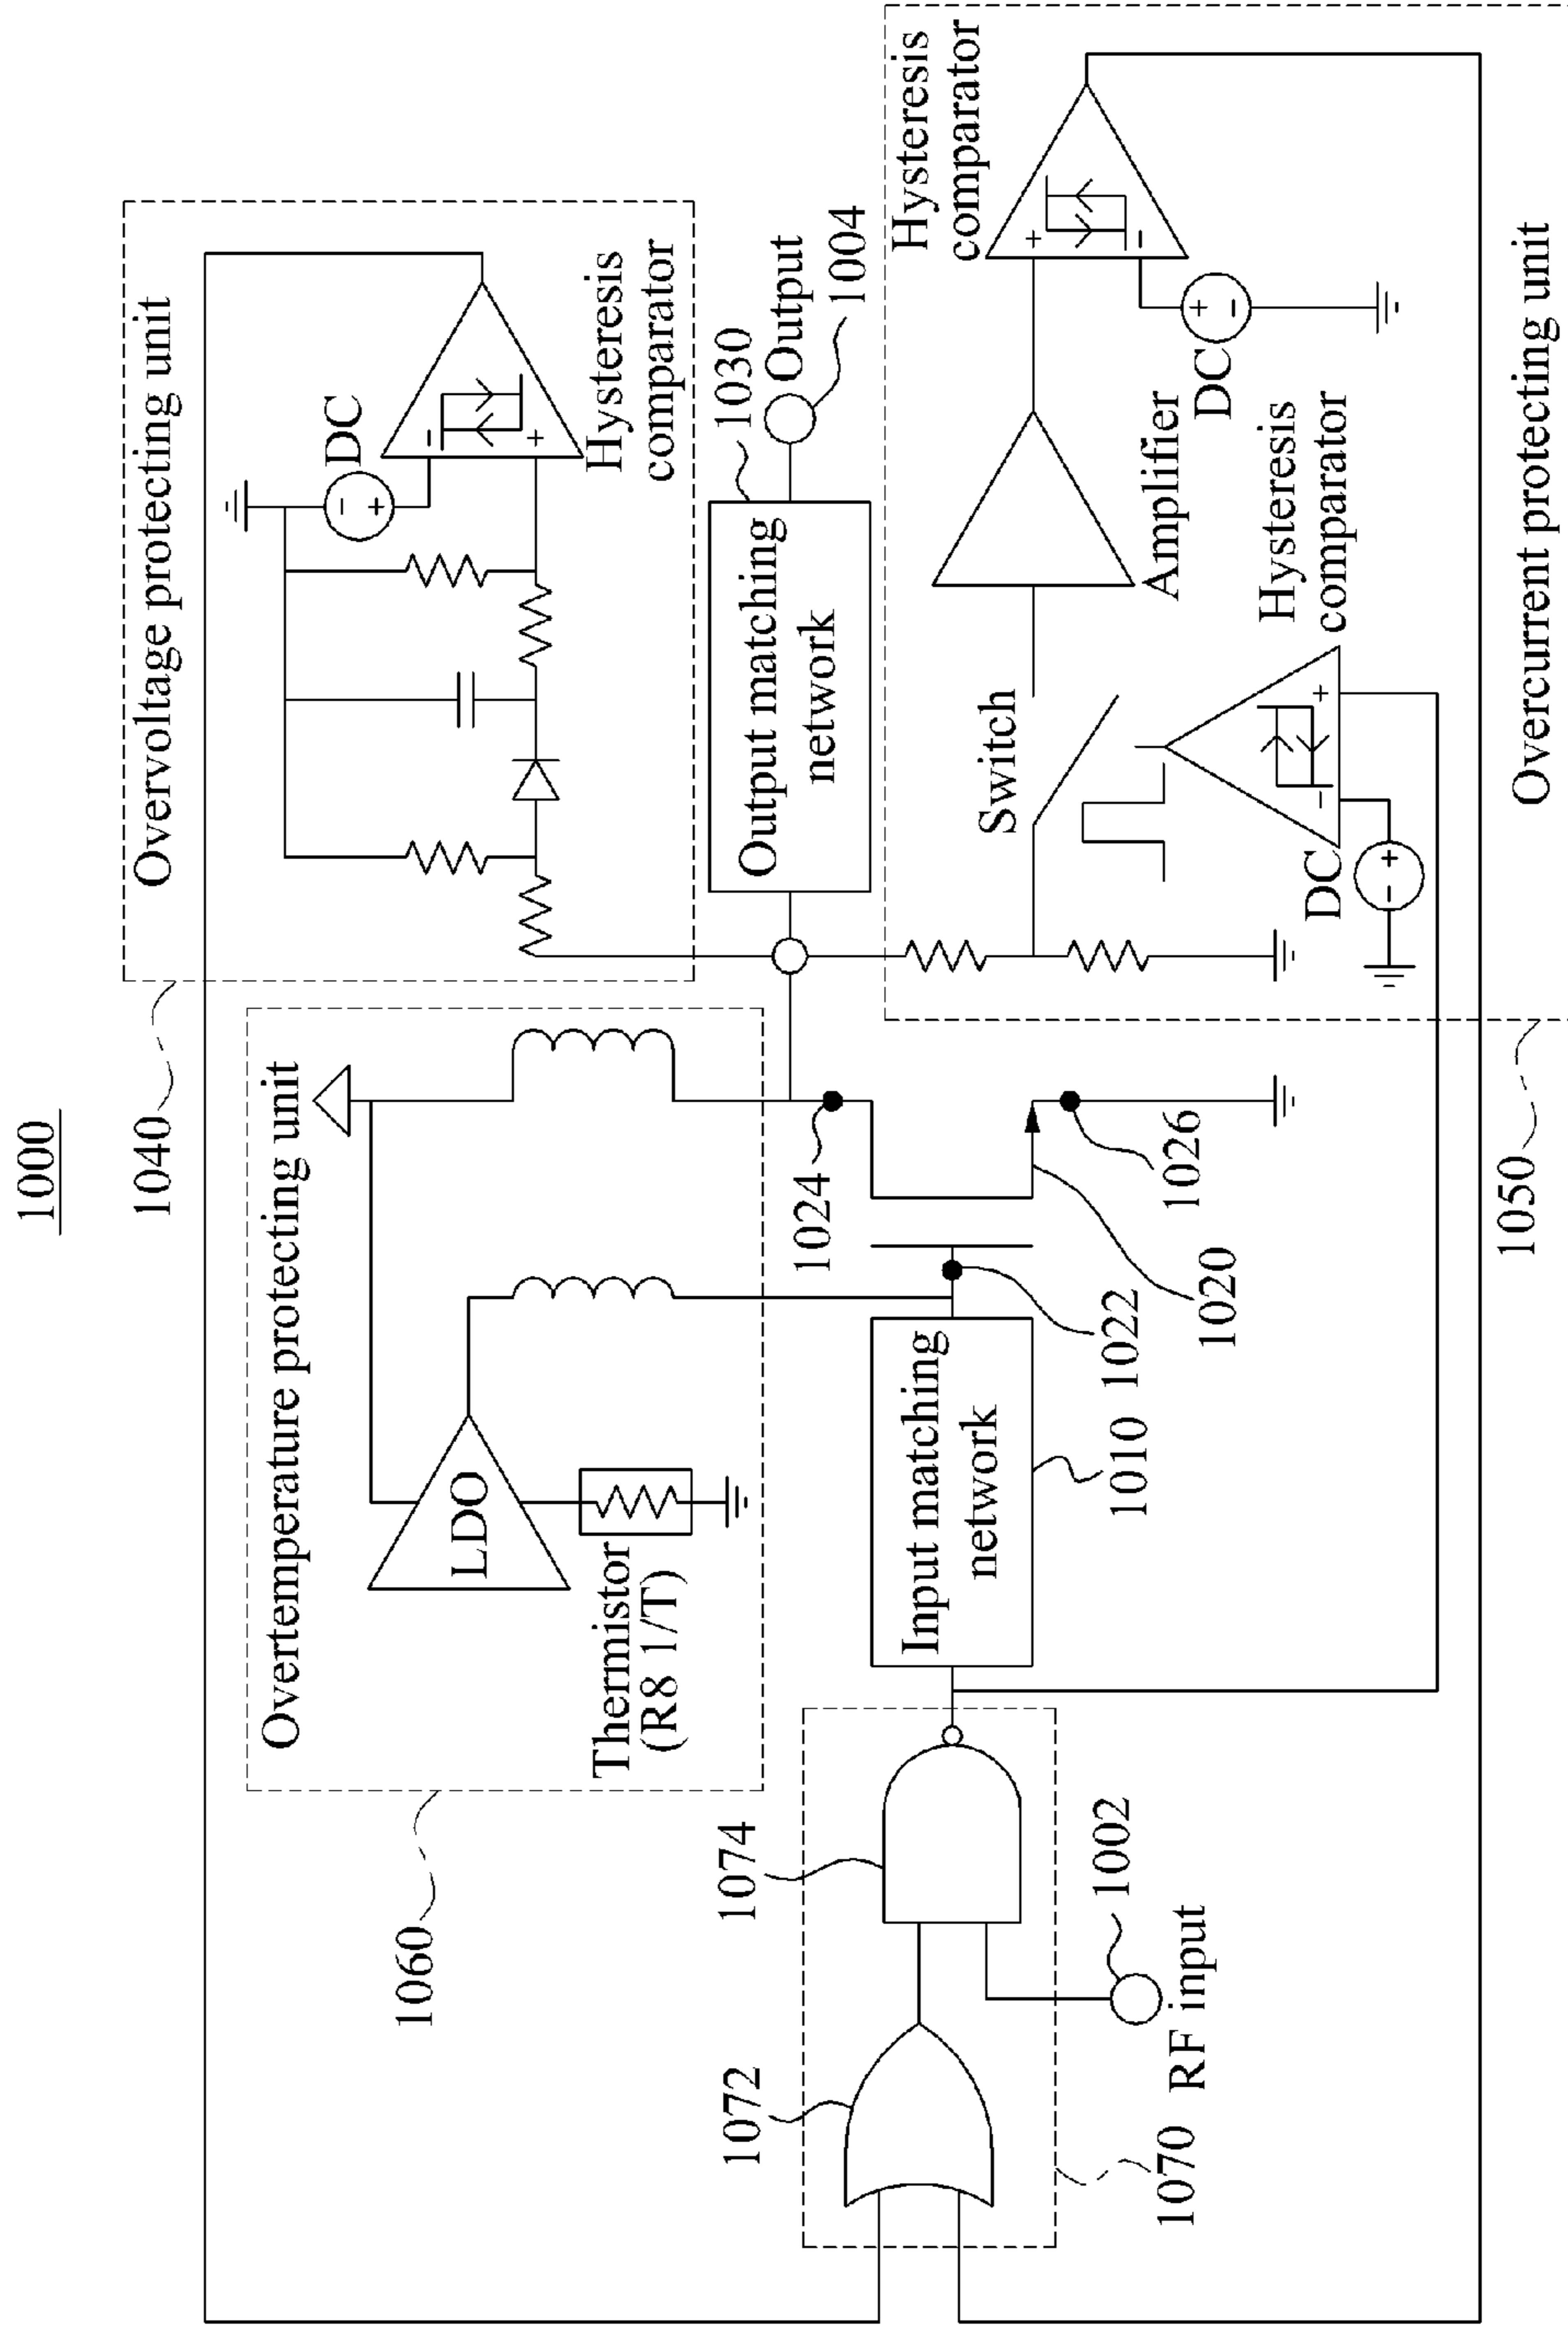 1000
1040
Overvoltage protecting unit
DC
Hysteresis
comparator
1060
Overtemperature protecting unit
LDO
Thermistor
(R8 1/T)
1030
Output matching
network
Output
1004
1024
1072
1074
1002
RF input
1070
Input matching
network
1010
1022
1020
1026
Switch
Amplifier
Hysteresis
comparator
DC
Hysteresis
comparator
DC
1050
Overcurrent protecting unit